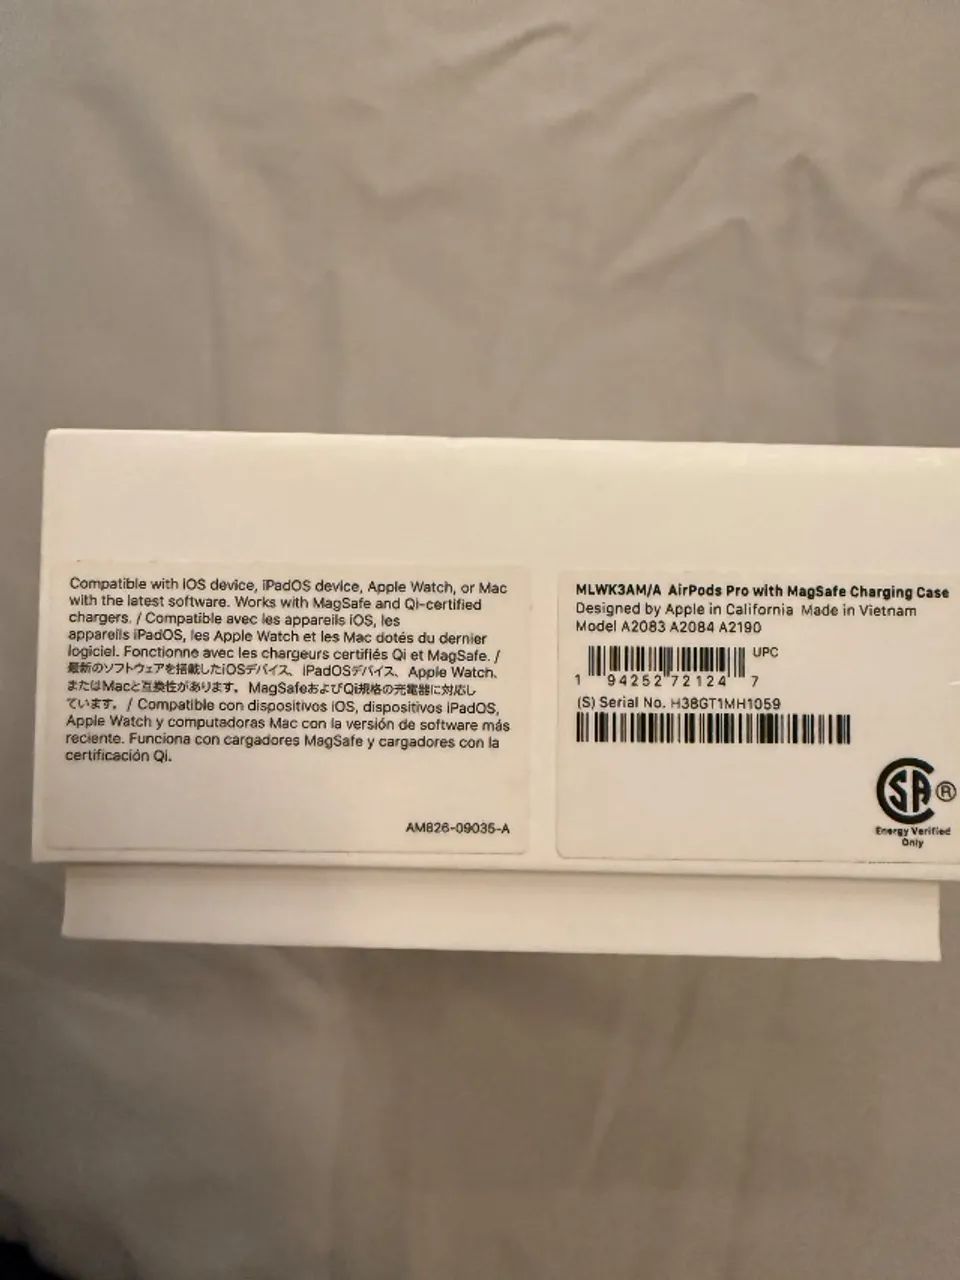 Compatible with iOS device, iPadOS device, Apple Watch, or Mac
with the latest software. Works with MagSafe and Qi-certified
chargers. / Compatible avec les appareils iOS, les
appareils iPadOS, les Apple Watch et les Mac dotés du dernier
logiciel. Fonctionne avec les chargeurs certifiés Qi et MagSafe. /
最新のソフトウェアを搭載したiOSデバイス、iPadOSデバイス、Apple Watch、
またはMacと互換性があります。MagSafeおよびQi規格の充電器に対応し
ています。/ Compatible con dispositivos iOS, dispositivos iPadOS,
Apple Watch y computadoras Mac con la versión de software más
reciente. Funciona con cargadores MagSafe y cargadores con la
certificación Qi.
AM826-09035-A
MLWK3AM/A AirPods Pro with MagSafe Charging Case
Designed by Apple in California Made in Vietnam
Model A2083 A2084 A2190
UPC
1 94252 72124 7
(S) Serial No. H38GT1MH1059
SA ®
Energy Verified
Only